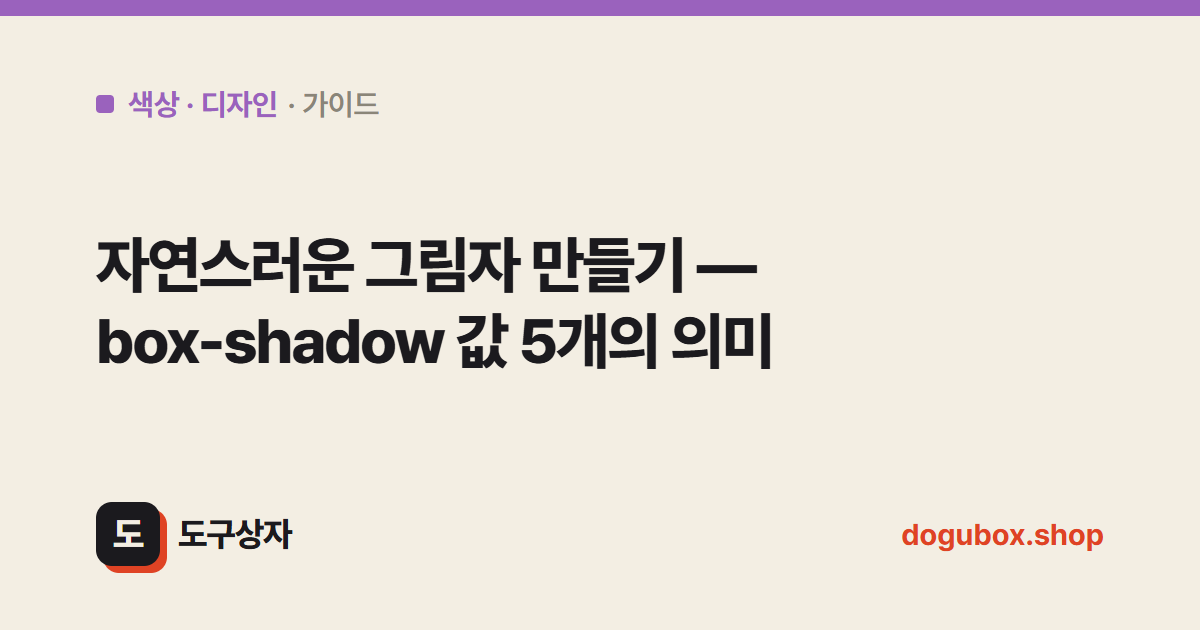 색상 · 디자인 · 가이드
자연스러운 그림자 만들기 —
box-shadow 값 5개의 의미
도 도구상자
dogubox.shop